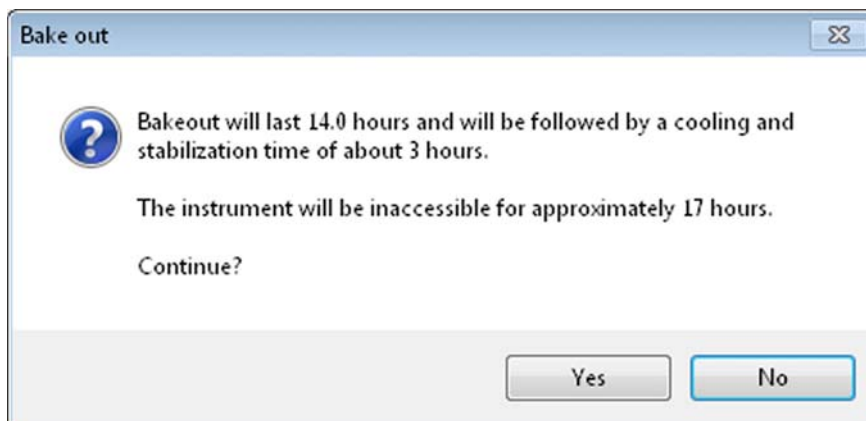 Bake out
Bakeout will last 14.0 hours and will be followed by a cooling and
stabilization time of about 3 hours.
The instrument will be inaccessible for approximately 17 hours.
Continue?
Yes
No